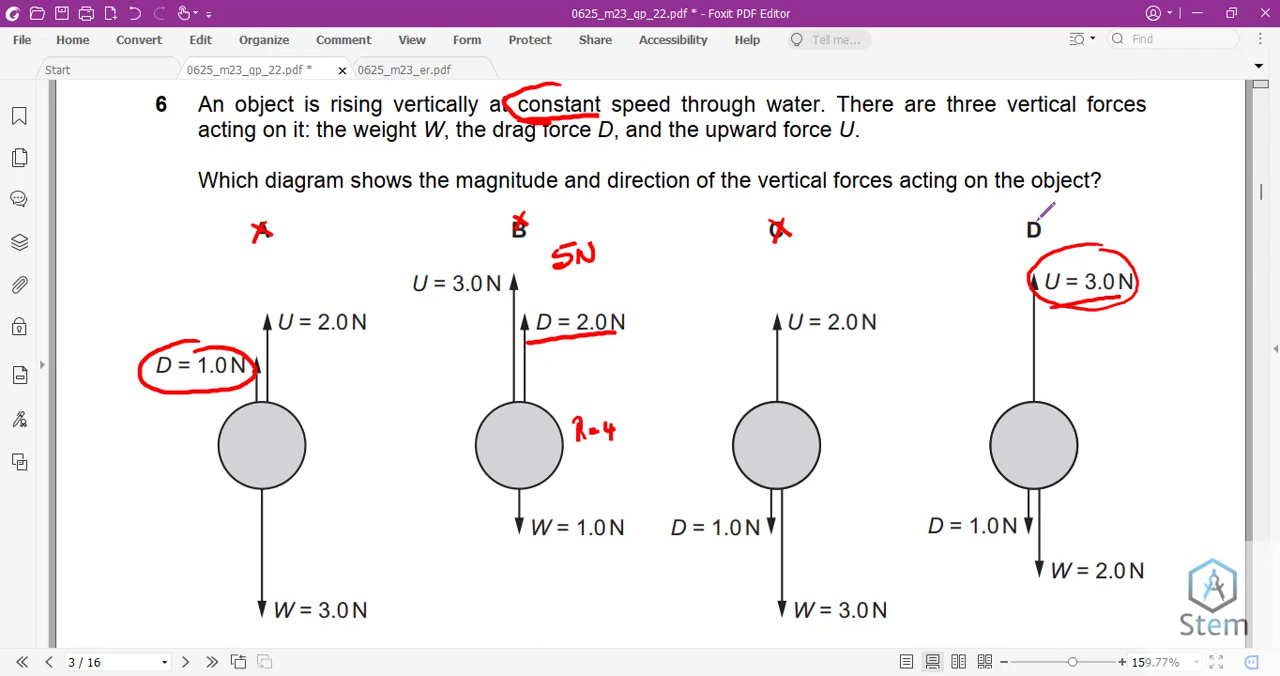 0625_m23_qp_22.pdf * - Foxit PDF Editor
File Home Convert Edit Organize Comment View Form Protect Share Accessibility Help Tell me... Find
Start 0625_m23_qp_22.pdf * 0625_m23_er.pdf
6 An object is rising vertically at constant speed through water. There are three vertical forces
acting on it: the weight W, the drag force D, and the upward force U.
Which diagram shows the magnitude and direction of the vertical forces acting on the object?
A B C D
5N
U = 3.0 N U = 3.0 N
U = 2.0 N D = 2.0 N U = 2.0 N
D = 1.0 N
R=4
D = 1.0 N
W = 1.0 N D = 1.0 N
W = 2.0 N
W = 3.0 N W = 3.0 N
Stem
3 / 16 159.77%